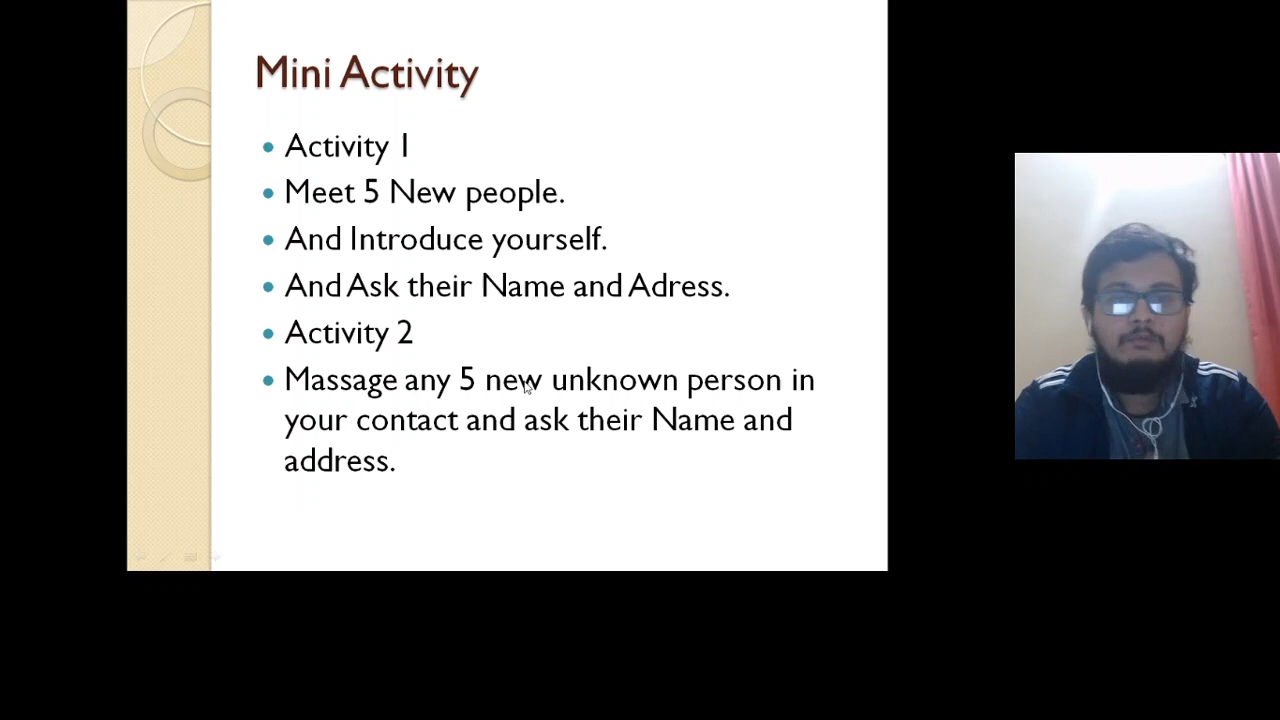 Mini Activity
Activity 1
Meet 5 New people.
And Introduce yourself.
And Ask their Name and Adress.
Activity 2
Massage any 5 new unknown person in
your contact and ask their Name and
address.